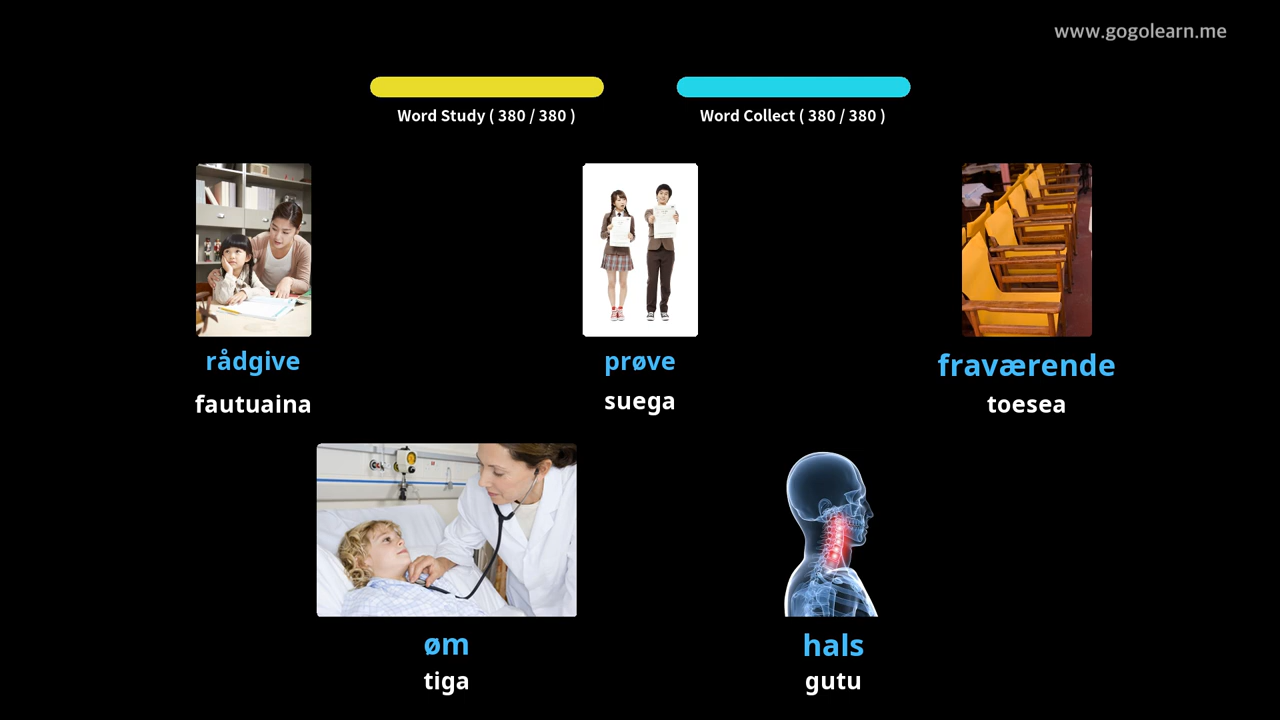 www.gogolearn.me
Word Study ( 380 / 380 )
Word Collect ( 380 / 380 )
rådgive
fautuaina
prøve
suega
fraværende
toesea
øm
tiga
hals
gutu